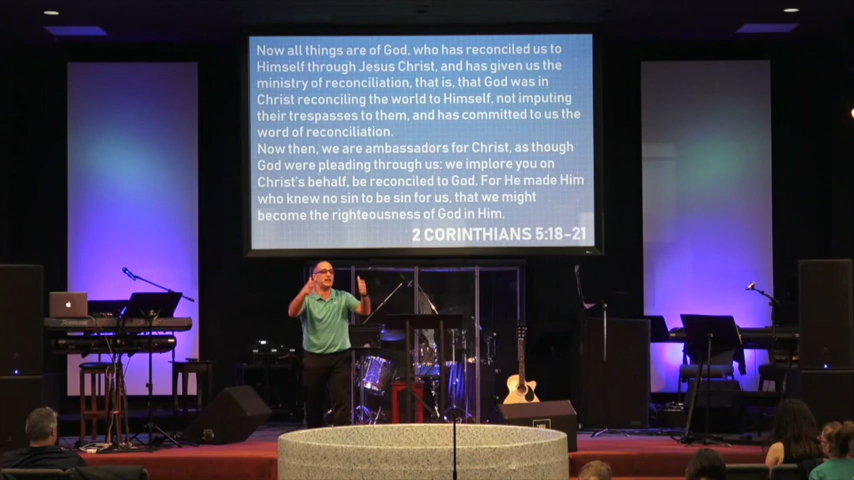 Now all things are of God, who has reconciled us to
Himself through Jesus Christ, and has given us the
ministry of reconciliation, that is, that God was in
Christ reconciling the world to Himself, not imputing
their trespasses to them, and has committed to us the
word of reconciliation.
Now then, we are ambassadors for Christ, as though
God were pleading through us: we implore you on
Christ's behalf, be reconciled to God. For He made Him
who knew no sin to be sin for us, that we might
become the righteousness of God in Him.
2 CORINTHIANS 5:18-21